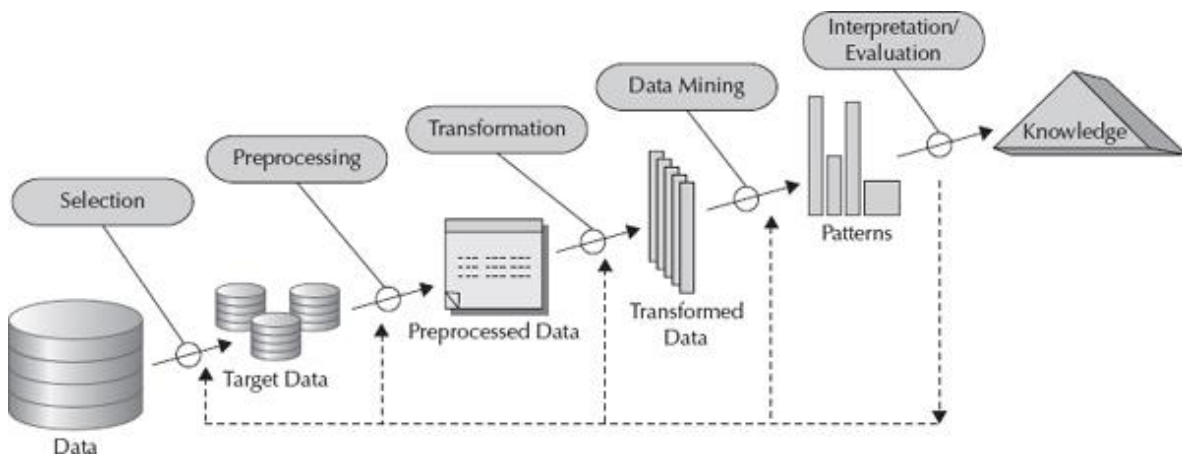 Interpretation/
Evaluation
Data Mining
Knowledge
Transformation
Preprocessing
Patterns
Selection
Transformed
Data
Preprocessed Data
Target Data
Data